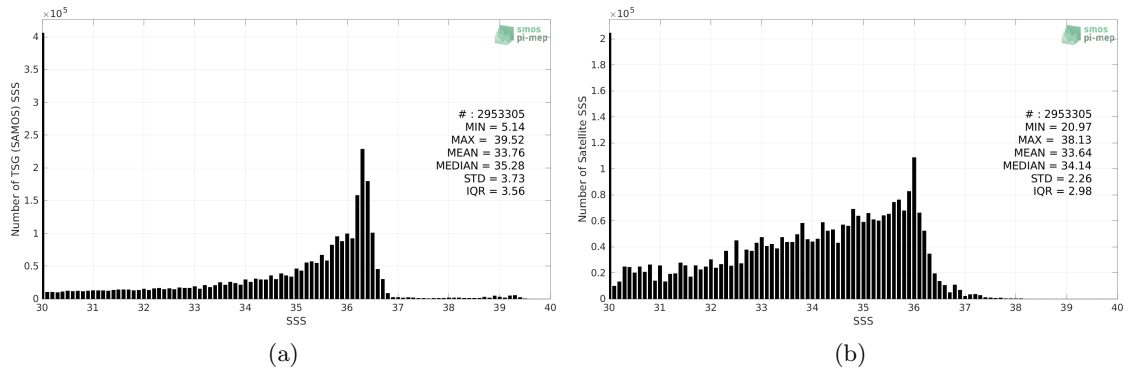 ×10^5
4
3.5
3
2.5
2
1.5
1
0.5
0
Number of TSG (SAMOS) SSS
smos
pi-mep
# : 2953305
MIN = 5.14
MAX = 39.52
MEAN = 33.76
MEDIAN = 35.28
STD = 3.73
IQR = 3.56
30 31 32 33 34 35 36 37 38 39 40
SSS
(a)
×10^5
2
1.8
1.6
1.4
1.2
1
0.8
0.6
0.4
0.2
0
Number of Satellite SSS
smos
pi-mep
# : 2953305
MIN = 20.97
MAX = 38.13
MEAN = 33.64
MEDIAN = 34.14
STD = 2.26
IQR = 2.98
30 31 32 33 34 35 36 37 38 39 40
SSS
(b)